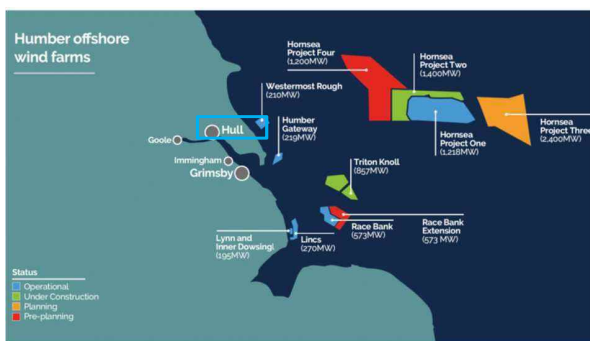 Humber offshore
wind farms
Hornsea
Project Four
(1,200MW)
Hornsea
Project Two
(1,400MW)
Westermost Rough
(210MW)
Hull
Humber
Gateway
(219MW)
Goole
Immingham
Grimsby
Hornsea
Project One
(1,218MW)
Hornsea
Project Three
(2,400MW)
Triton Knoll
(857MW)
Lynn and
Inner Dowsing
(195MW)
Lincs
(270MW)
Race Bank
(573MW)
Race Bank
Extension
(573 MW)
Status
Operational
Under Construction
Planning
Pre-planning